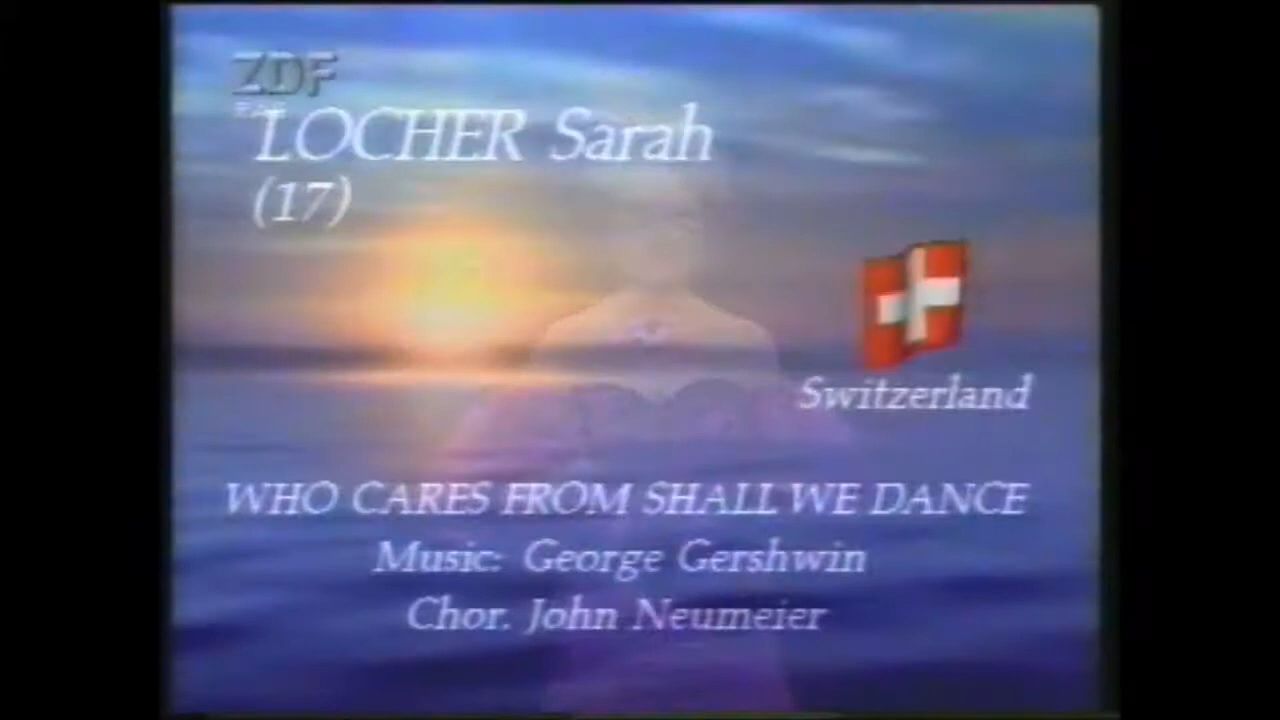 ZDF
LOCHER Sarah
(17)
Switzerland
WHO CARES FROM SHALL WE DANCE
Music: George Gershwin
Chor. John Neumeier